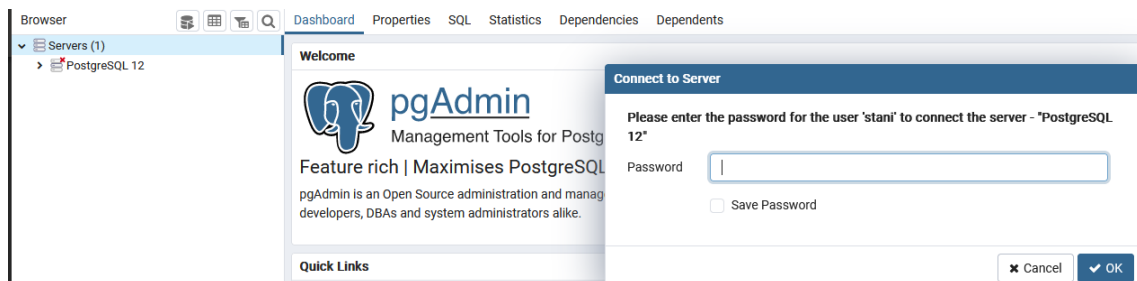 Browser
Dashboard Properties SQL Statistics Dependencies Dependents
Servers (1)
PostgreSQL 12
Welcome
pgAdmin
Management Tools for Postg
Feature rich | Maximises PostgreSQL
pgAdmin is an Open Source administration and manag
developers, DBAs and system administrators alike.
Quick Links
Connect to Server
Please enter the password for the user 'stani' to connect the server - "PostgreSQL
12"
Password
Save Password
Cancel OK